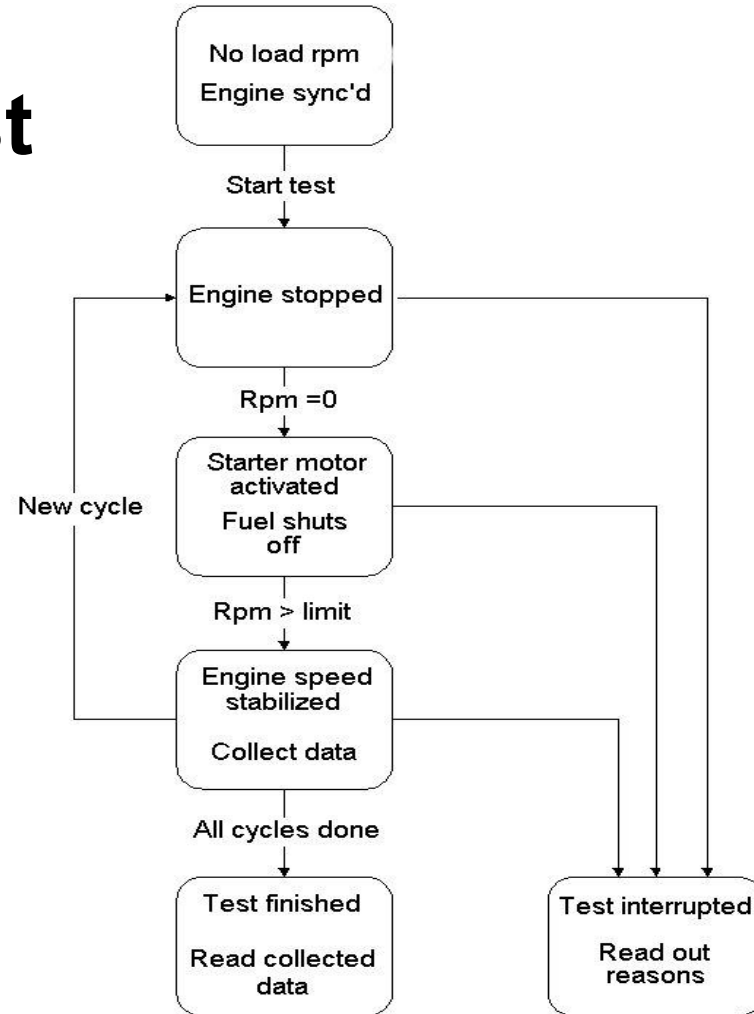 No load rpm
Engine sync'd
st
Start test
Engine stopped
Rpm =0
Starter motor
activated
Fuel shuts
off
New cycle
Rpm > limit
Engine speed
stabilized
Collect data
All cycles done
Test finished
Read collected
data
Test interrupted
Read out
reasons